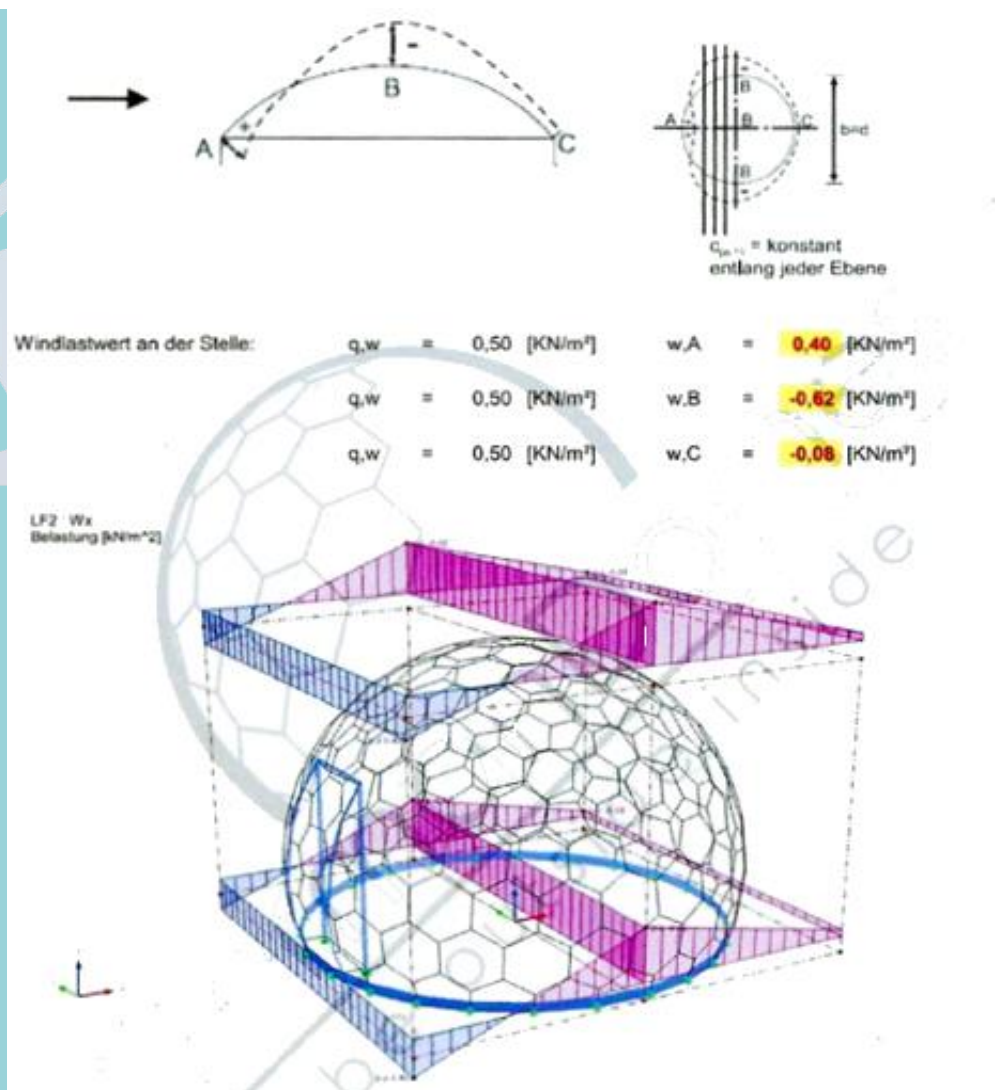 B
A
C
B
A
B
C
b=d
B
= konstant
entlang jeder Ebene
Windlastwert an der Stelle: q,w = 0,50 [KN/m²] w,A = 0,40 [KN/m²]
q,w = 0,50 [KN/m²] w,B = -0,62 [KN/m²]
q,w = 0,50 [KN/m²] w,C = -0,08 [KN/m²]
LF2 Wx
Belastung [kN/m^2]